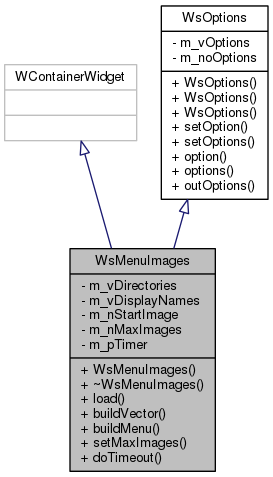 WsOptions
- m_vOptions
- m_noOptions
+ WsOptions()
+ WsOptions()
+ WsOptions()
+ setOption()
+ setOptions()
+ option()
+ options()
+ outOptions()
WContainerWidget
WsMenuImages
- m_vDirectories
- m_vDisplayNames
- m_nStartImage
- m_nMaxImages
- m_pTimer
+ WsMenuImages()
+ ~WsMenuImages()
+ load()
+ buildVector()
+ buildMenu()
+ setMaxImages()
+ doTimeout()